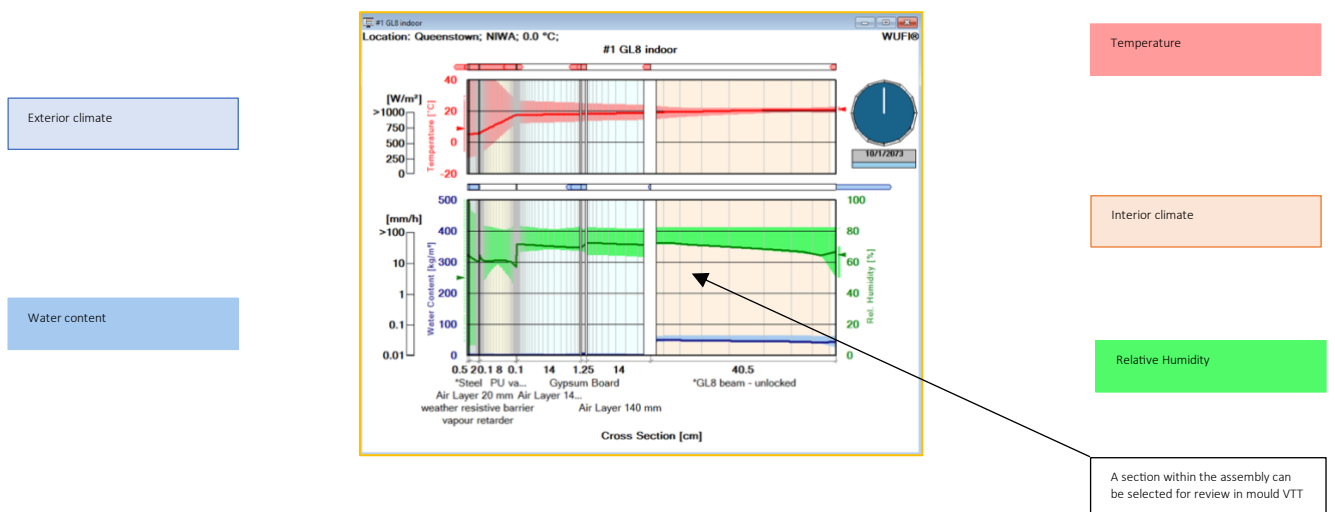 #1 GL8 indoor
Location: Queenstown; NIWA; 0.0 °C;
WUFI®
#1 GL8 indoor
Temperature
Exterior climate
[W/m²]
>1000
750
500
250
0
Temperature [°C]
40
20
0
-20
10/1/2073
Interior climate
[mm/h]
>100
10
1
0.1
0.01
Water Content [kg/m³]
500
400
300
200
100
0
100
80
60
40
20
0
Rel. Humidity [%]
Water content
Relative Humidity
0.5 20.1 8 0.1 14 1.25 14 40.5
*Steel PU va... Gypsum Board *GL8 beam - unlocked
Air Layer 20 mm Air Layer 14...
weather resistive barrier Air Layer 140 mm
vapour retarder
Cross Section [cm]
A section within the assembly can
be selected for review in mould VTT